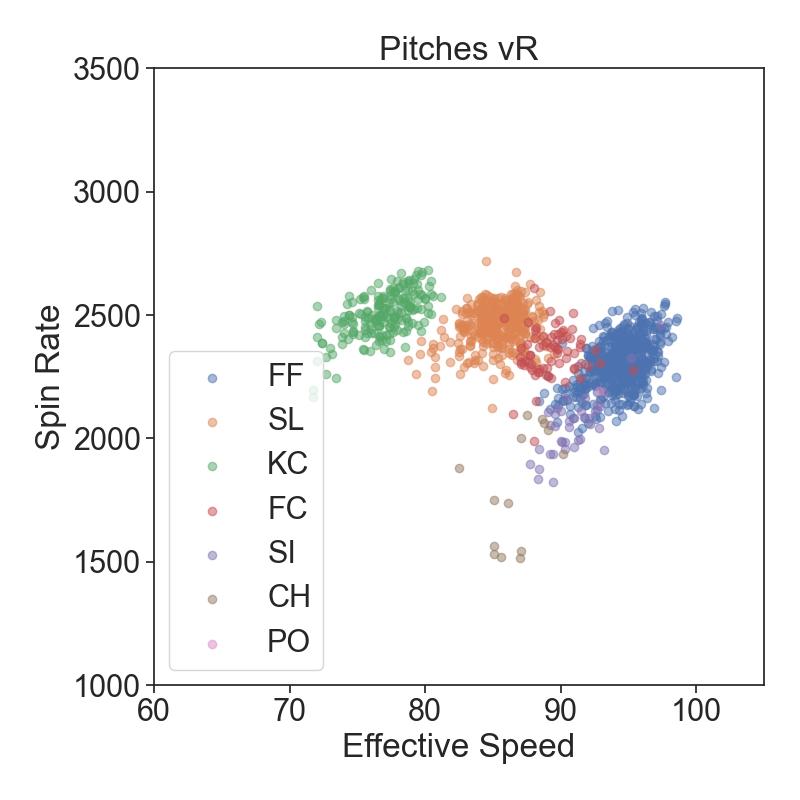 Pitches vR
3500
3000
2500
2000
1500
1000
Spin Rate
FF
SL
KC
FC
SI
CH
PO
60 70 80 90 100
Effective Speed